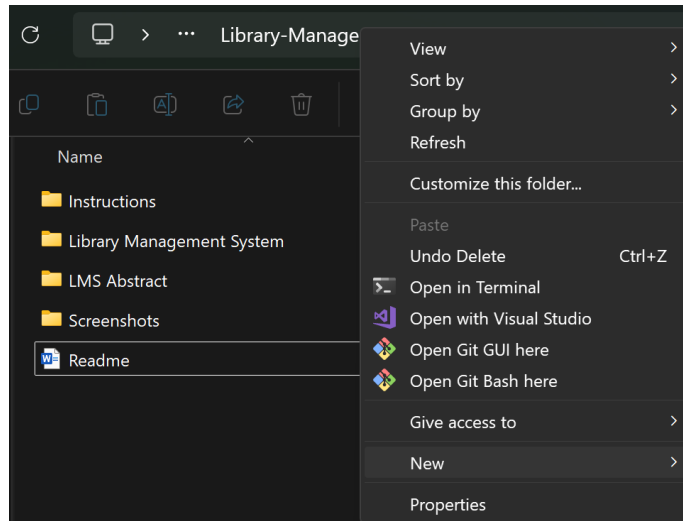 Library-Manage
Name
Instructions
Library Management System
LMS Abstract
Screenshots
Readme
View
Sort by
Group by
Refresh
Customize this folder...
Paste
Undo Delete Ctrl+Z
Open in Terminal
Open with Visual Studio
Open Git GUI here
Open Git Bash here
Give access to
New
Properties